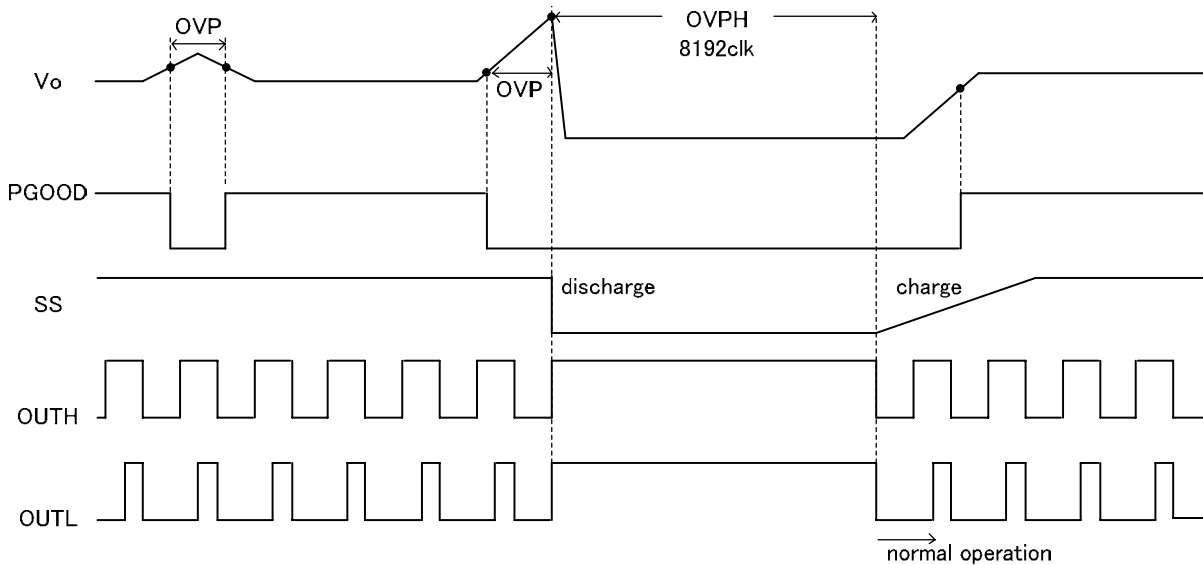 OVP
OVPH
8192clk
Vo
OVP
PGOOD
discharge
charge
SS
OUTH
OUTL
normal operation